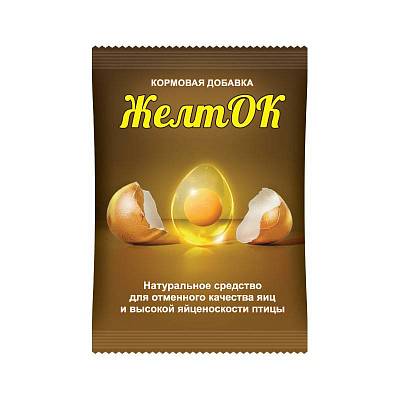 КОРМОВАЯ ДОБАВКА
ЖелтОК
Натуральное средство
для отменного качества яиц
и высокой яйценоскости птицы